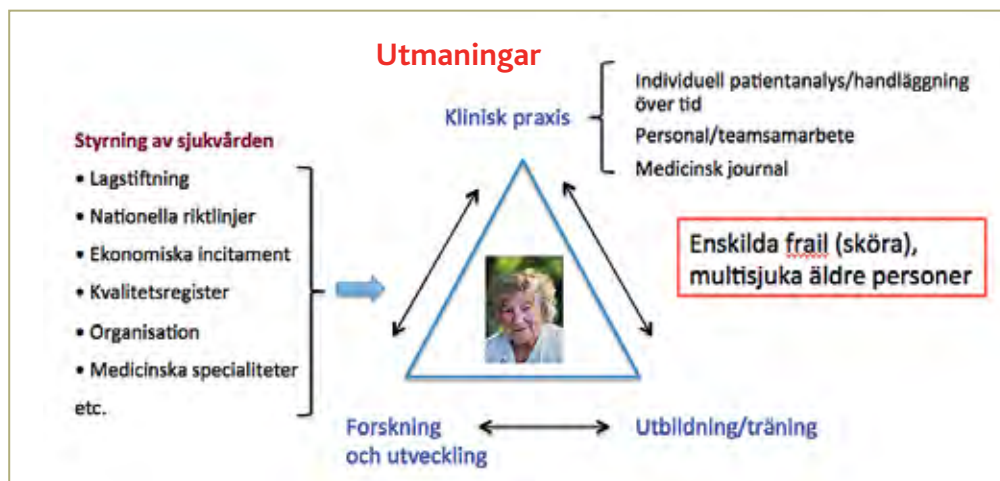 Utmaningar
Styrning av sjukvården
• Lagstiftning
• Nationella riktlinjer
• Ekonomiska incitament
• Kvalitetsregister
• Organisation
• Medicinska specialiteter
etc.
Klinisk praxis
Individuell patientanalys/handläggning
över tid
Personal/teamsamarbete
Medicinsk journal
Enskilda frail (sköra),
multisjuka äldre personer
Forskning
och utveckling
Utbildning/träning